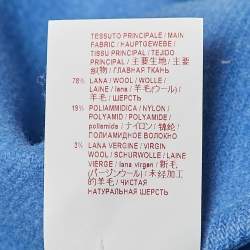 TESSUTO PRINCIPALE / MAIN
FABRIC / HAUPTGEWEBE /
TISSU PRINCIPAL / TEJIDO
PRINCIPAL / 主要生地 / 主要
织物 / ГЛАВНАЯ ТКАНЬ
78% LANA / WOOL / WOLLE /
LAINE / lana / 羊毛(ウール) /
羊毛 / ШЕРСТЬ
19% POLIAMMIDICA / NYLON /
POLYAMID / POLYAMIDE /
poliamida / ナイロン / 锦纶 /
ПОЛИАМИДНОЕ ВОЛОКНО
3% LANA VERGINE / VIRGIN
WOOL / SCHURWOLLE / LAINE
VIERGE / lana virgen / 新毛
(バージンウール) / 未经加工
的羊毛 / ЧИСТАЯ
НАТУРАЛЬНАЯ ШЕРСТЬ